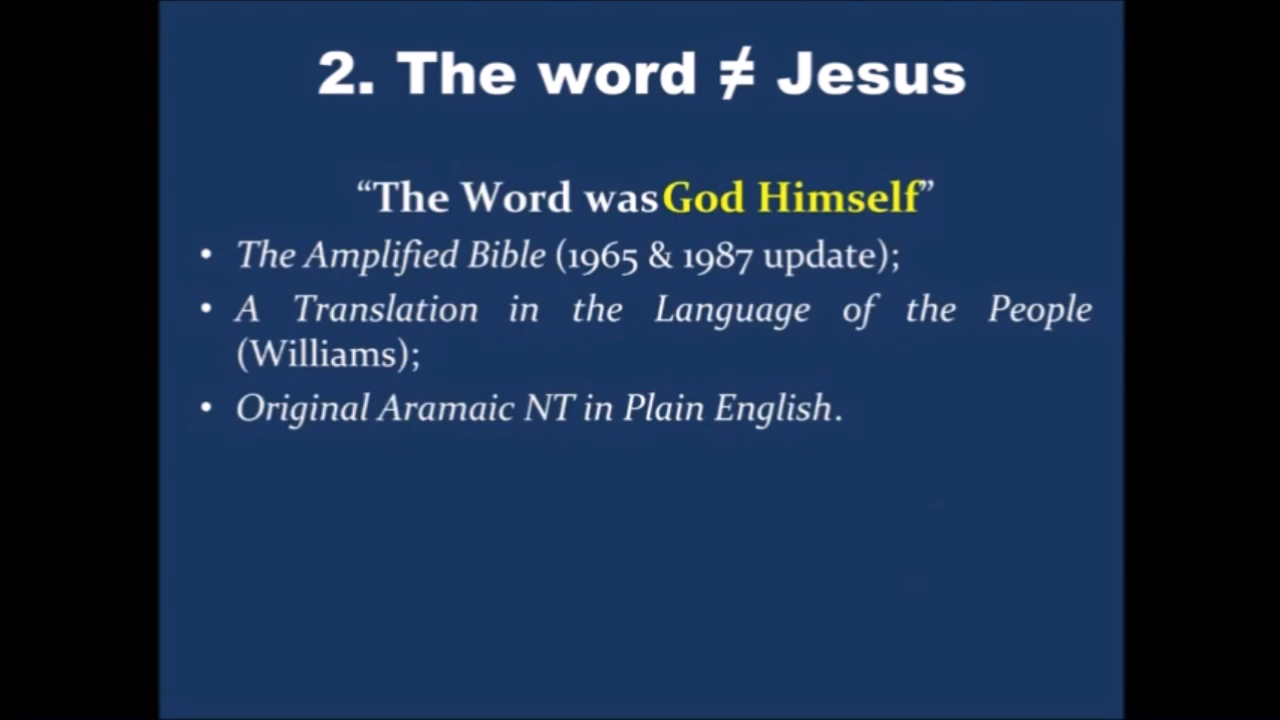 2. The word ≠ Jesus
“The Word was God Himself”
• The Amplified Bible (1965 & 1987 update);
• A Translation in the Language of the People
(Williams);
• Original Aramaic NT in Plain English.